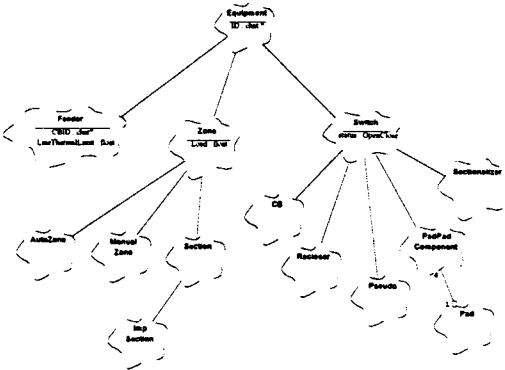 Equipment
ID : char*
Feeder
CBID : char*
LineThermalLimit : float
Zone
Load : float
Switch
status : OpenClose
Sectionalizer
CB
AutoZone
Manual
Zone
Section
Recloser
Pseudo
PadPad
Component
Imp
Section
Pad